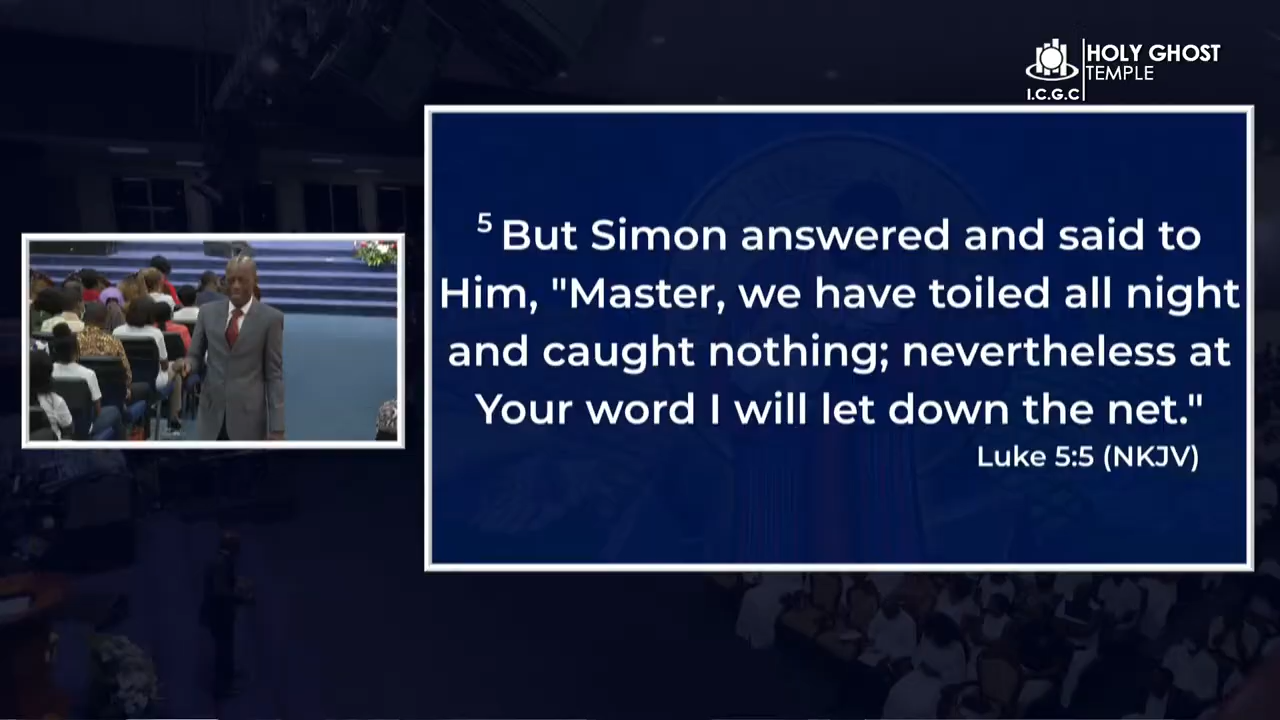 HOLY GHOST
TEMPLE
I.C.G.C
5 But Simon answered and said to
Him, "Master, we have toiled all night
and caught nothing; nevertheless at
Your word I will let down the net."
Luke 5:5 (NKJV)